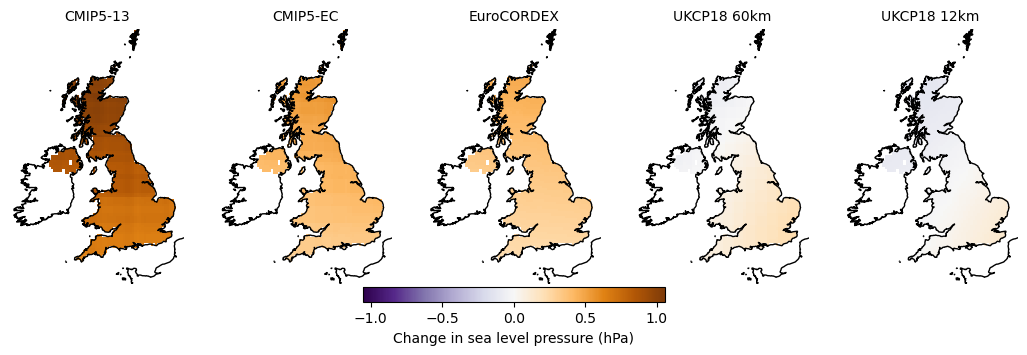 CMIP5-13 CMIP5-EC EuroCORDEX UKCP18 60km UKCP18 12km
−1.0 −0.5 0.0 0.5 1.0
Change in sea level pressure (hPa)